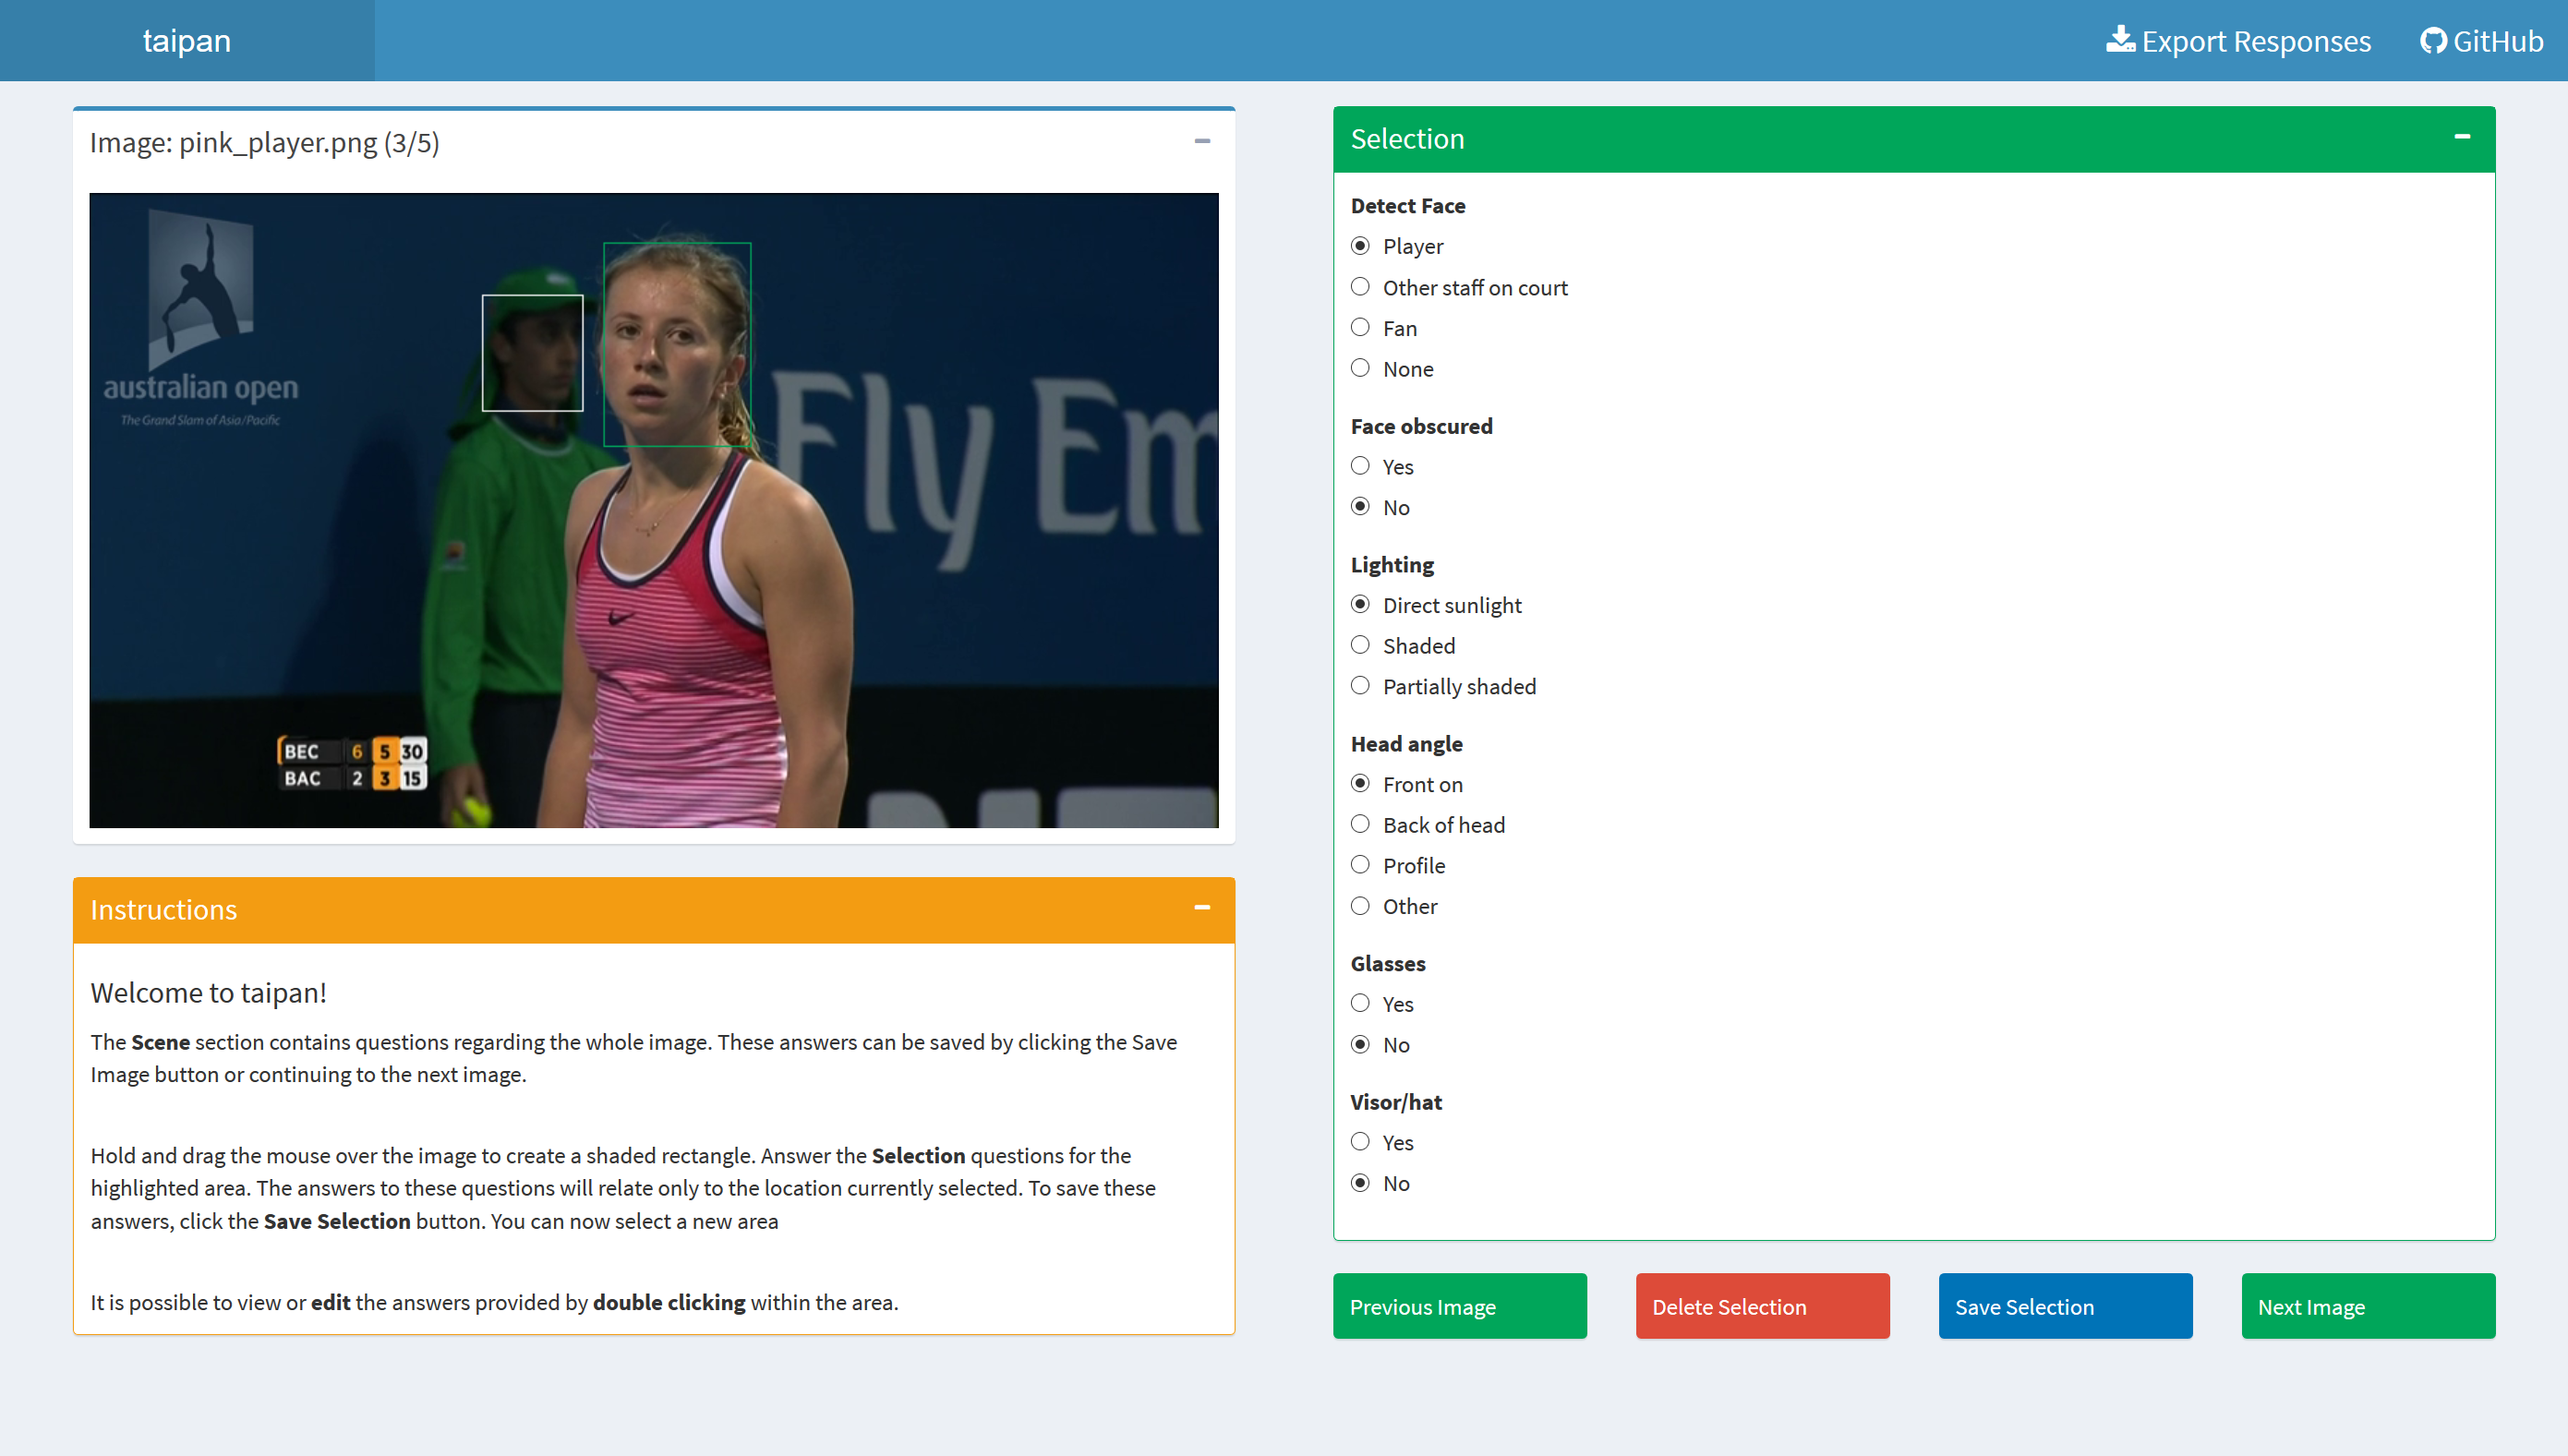 taipan
Export Responses
GitHub
Image: pink_player.png (3/5)
australian open
The Grand Slam of Asia/Pacific
Fly Em
BEC 6 5 30
BAC 2 3 15
Instructions
Welcome to taipan!
The Scene section contains questions regarding the whole image. These answers can be saved by clicking the Save
Image button or continuing to the next image.
Hold and drag the mouse over the image to create a shaded rectangle. Answer the Selection questions for the
highlighted area. The answers to these questions will relate only to the location currently selected. To save these
answers, click the Save Selection button. You can now select a new area
It is possible to view or edit the answers provided by double clicking within the area.
Selection
Detect Face
Player
Other staff on court
Fan
None
Face obscured
Yes
No
Lighting
Direct sunlight
Shaded
Partially shaded
Head angle
Front on
Back of head
Profile
Other
Glasses
Yes
No
Visor/hat
Yes
No
Previous Image
Delete Selection
Save Selection
Next Image